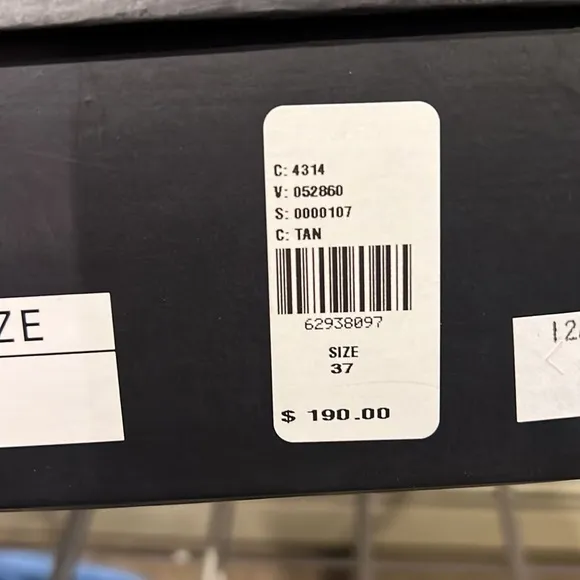 C: 4314
V: 052860
S: 0000107
C: TAN
62938097
SIZE
37
$ 190.00
ZE